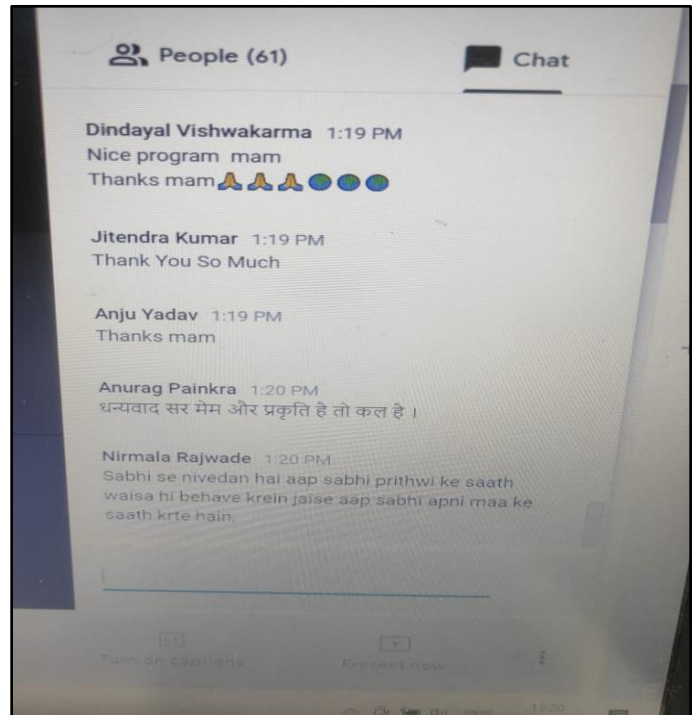 People (61)
Chat
Dindayal Vishwakarma 1:19 PM
Nice program mam
Thanks mam🙏🙏🙏🌍🌍🌍
Jitendra Kumar 1:19 PM
Thank You So Much
Anju Yadav 1:19 PM
Thanks mam
Anurag Painkra 1:20 PM
धन्यवाद सर मेम और प्रकृति है तो कल है ।
Nirmala Rajwade 1:20 PM
Sabhi se nivedan hai aap sabhi prithwi ke saath
waisa hi behave krein jaise aap sabhi apni maa ke
saath krte hain,
Turn on captions
Present now